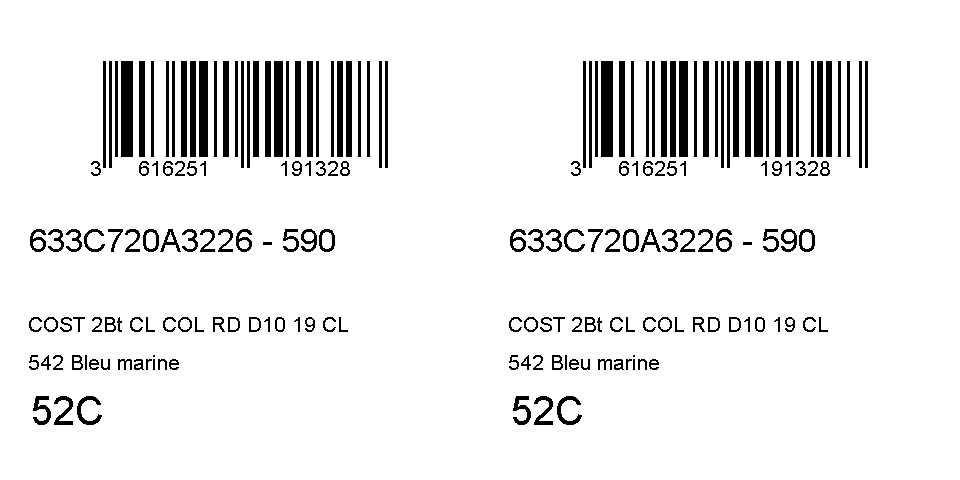 3 616251 191328 3 616251 191328
633C720A3226 - 590 633C720A3226 - 590
COST 2Bt CL COL RD D10 19 CL COST 2Bt CL COL RD D10 19 CL
542 Bleu marine 542 Bleu marine
52C 52C